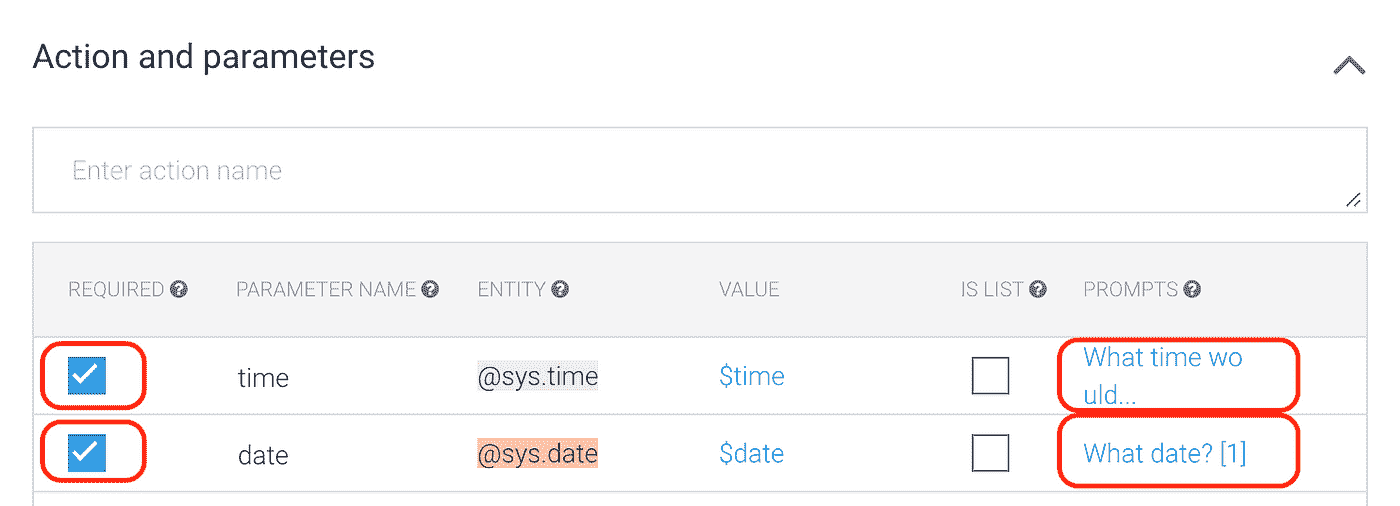 Action and parameters
Enter action name
REQUIRED PARAMETER NAME ENTITY VALUE IS LIST PROMPTS
time @sys.time $time What time wo
uld...
date @sys.date $date What date? [1]